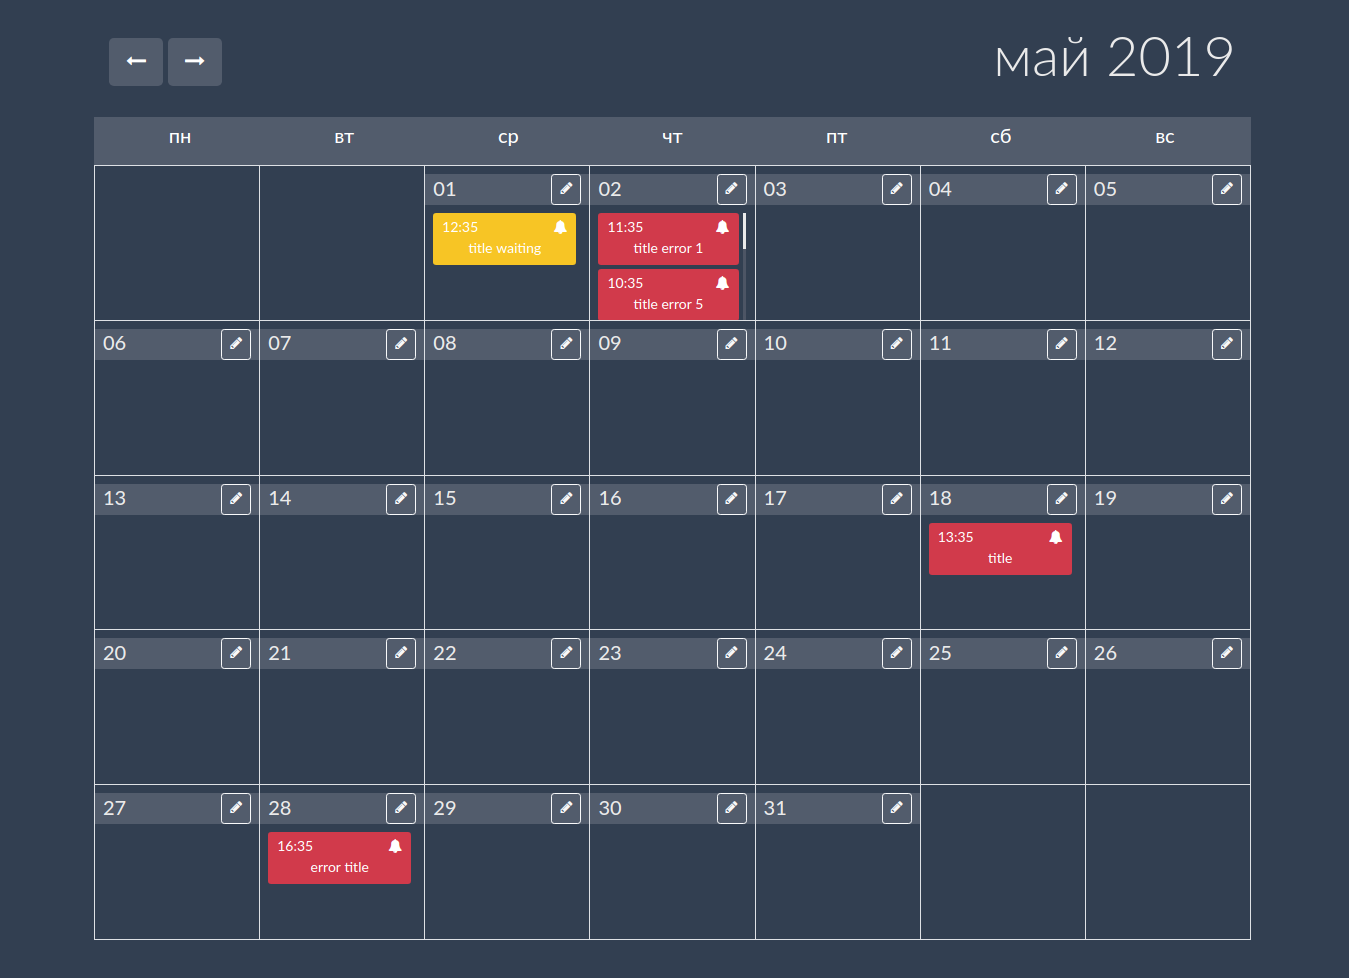 май 2019
пн вт ср чт пт сб вс
01 02 03 04 05
12:35
title waiting
11:35
title error 1
10:35
title error 5
06 07 08 09 10 11 12
13 14 15 16 17 18 19
13:35
title
20 21 22 23 24 25 26
27 28 29 30 31
16:35
error title